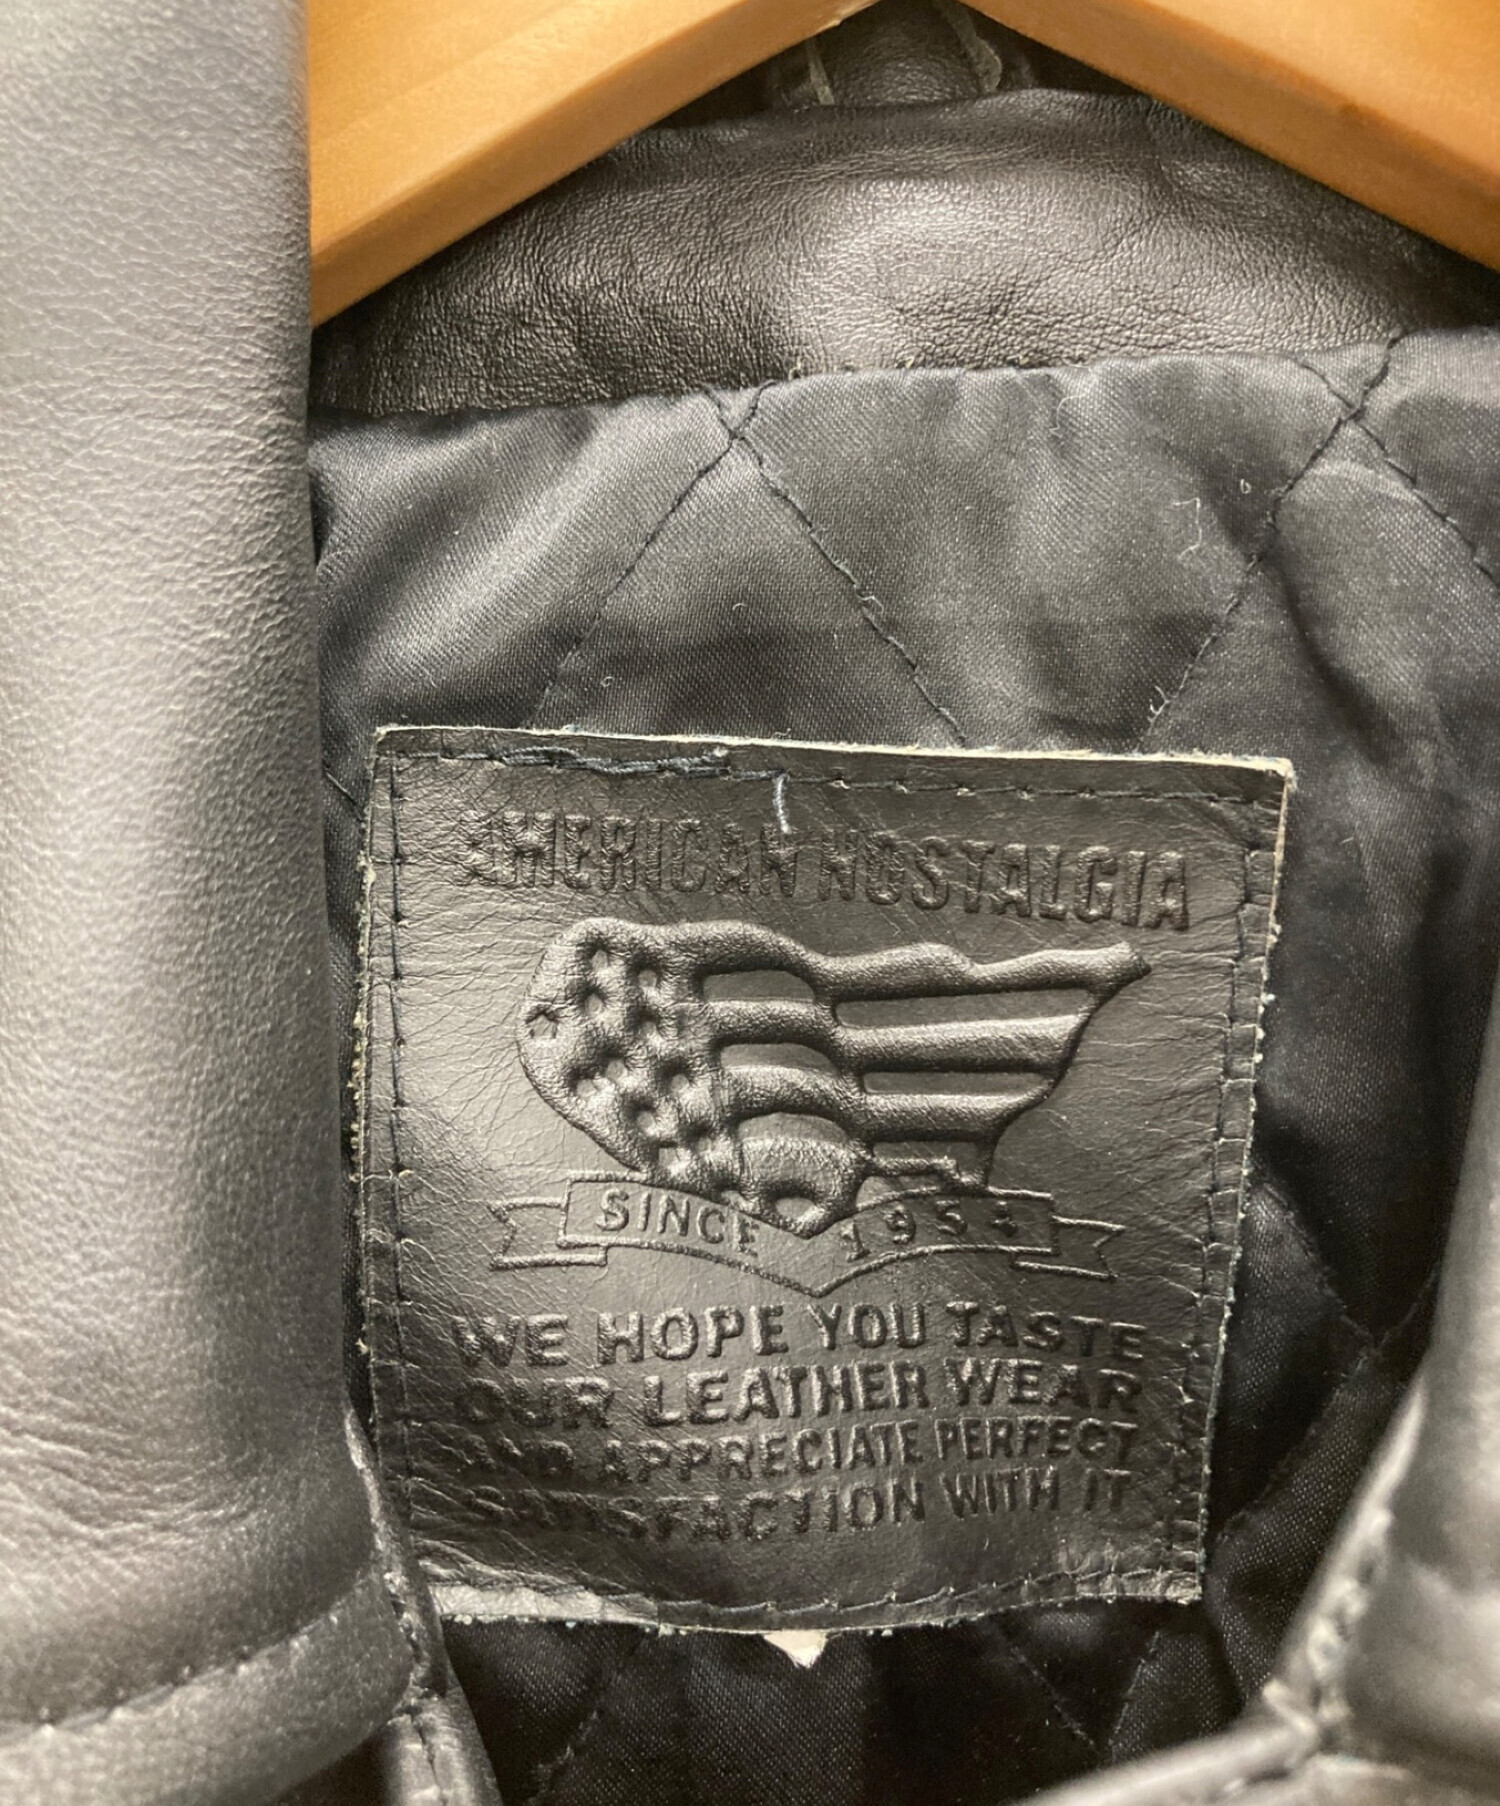 AMERICAN NOSTALGIA
SINCE 1954
WE HOPE YOU TASTE
OUR LEATHER WEAR
AND APPRECIATE PERFECT
SATISFACTION WITH IT